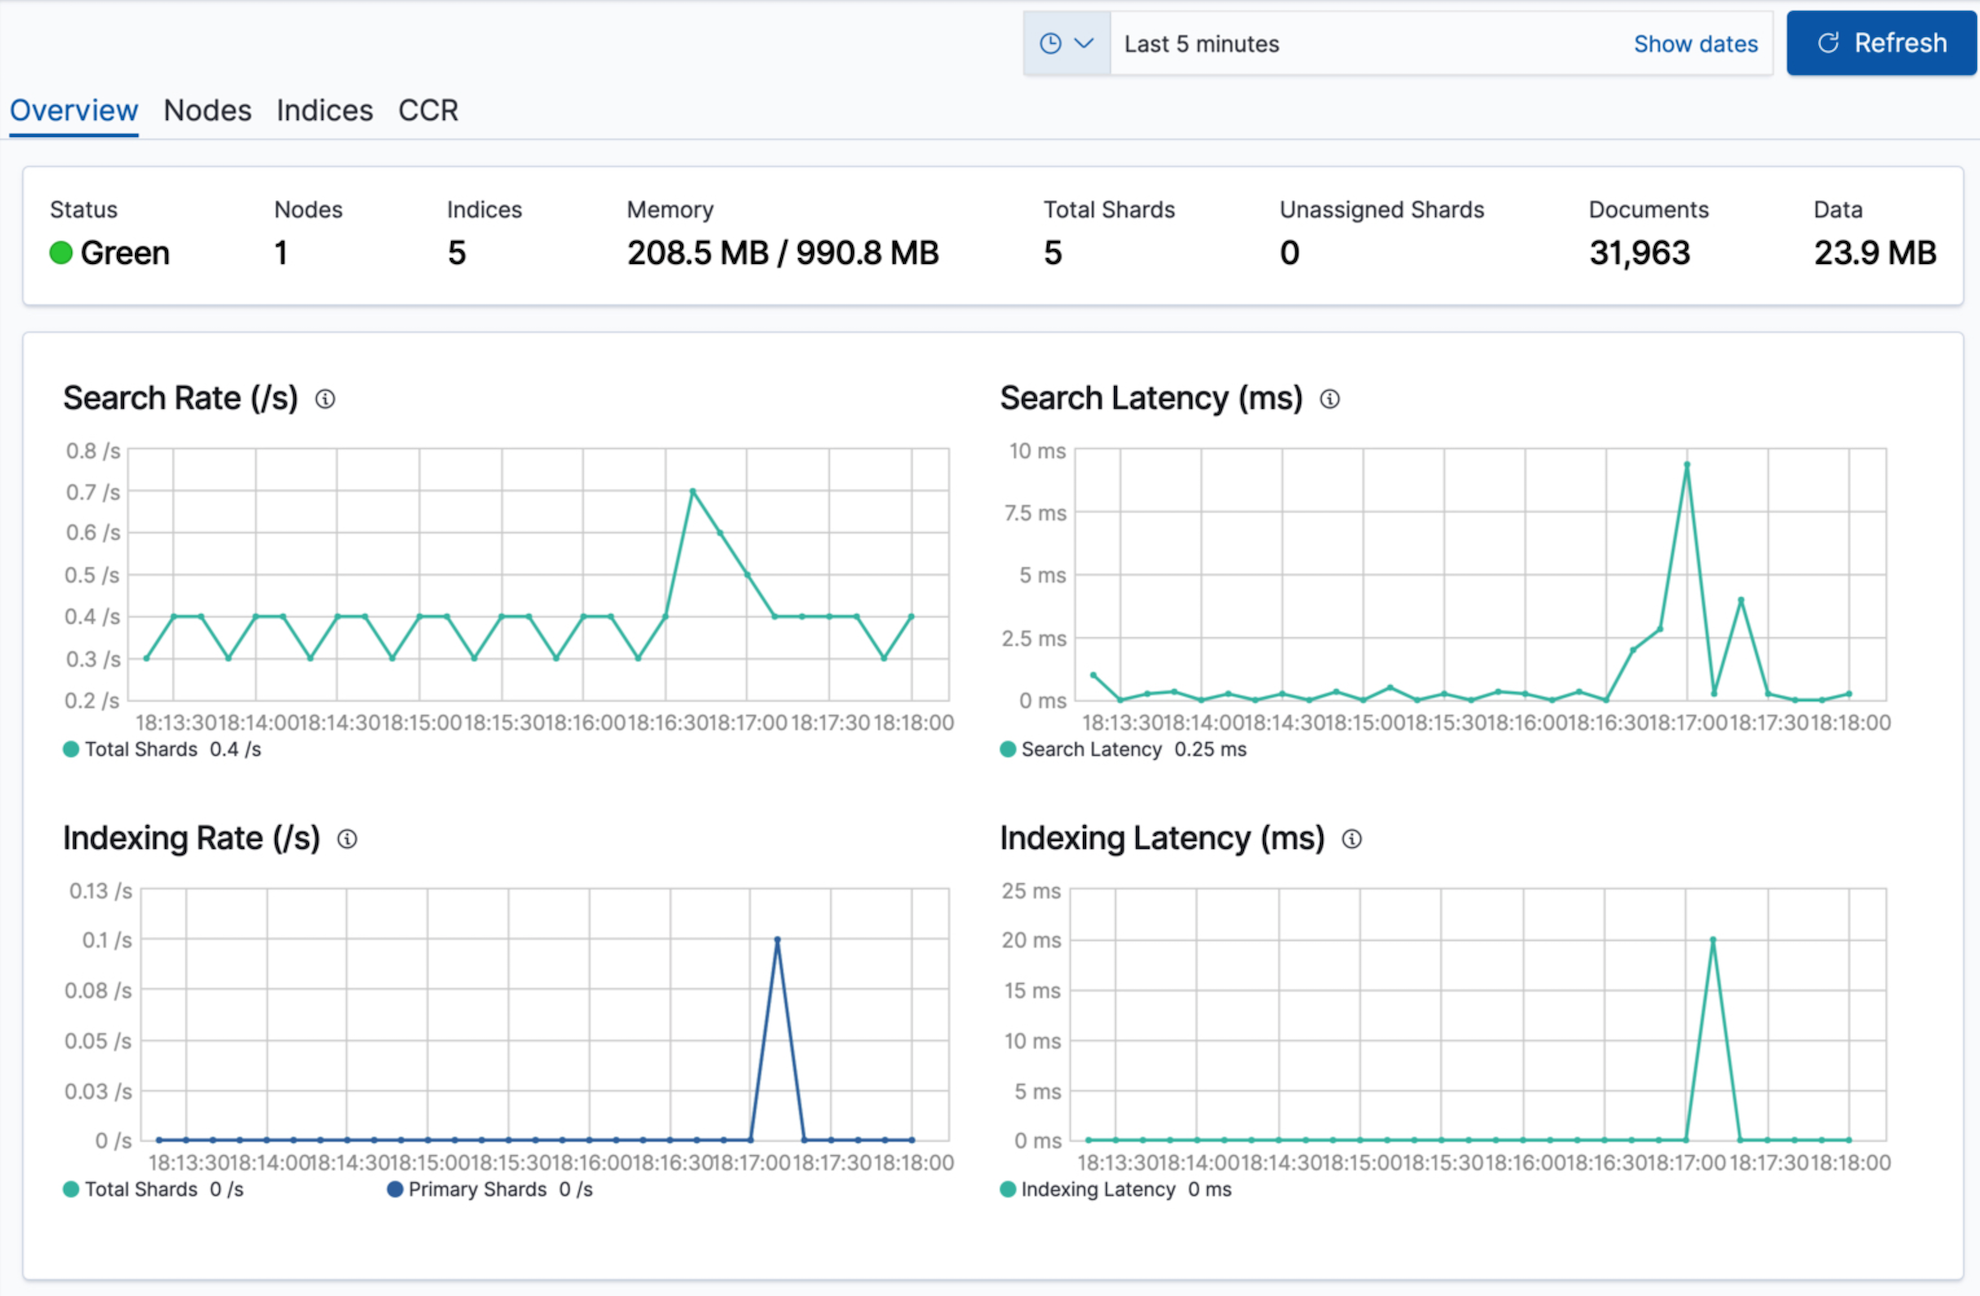 Last 5 minutes Show dates Refresh
Overview Nodes Indices CCR
Status Nodes Indices Memory Total Shards Unassigned Shards Documents Data
Green 1 5 208.5 MB / 990.8 MB 5 0 31,963 23.9 MB
Search Rate (/s)
0.8 /s
0.7 /s
0.6 /s
0.5 /s
0.4 /s
0.3 /s
0.2 /s
18:13:30 18:14:00 18:14:30 18:15:00 18:15:30 18:16:00 18:16:30 18:17:00 18:17:30 18:18:00
Total Shards 0.4 /s
Search Latency (ms)
10 ms
7.5 ms
5 ms
2.5 ms
0 ms
18:13:30 18:14:00 18:14:30 18:15:00 18:15:30 18:16:00 18:16:30 18:17:00 18:17:30 18:18:00
Search Latency 0.25 ms
Indexing Rate (/s)
0.13 /s
0.1 /s
0.08 /s
0.05 /s
0.03 /s
0 /s
18:13:30 18:14:00 18:14:30 18:15:00 18:15:30 18:16:00 18:16:30 18:17:00 18:17:30 18:18:00
Total Shards 0 /s Primary Shards 0 /s
Indexing Latency (ms)
25 ms
20 ms
15 ms
10 ms
5 ms
0 ms
18:13:30 18:14:00 18:14:30 18:15:00 18:15:30 18:16:00 18:16:30 18:17:00 18:17:30 18:18:00
Indexing Latency 0 ms